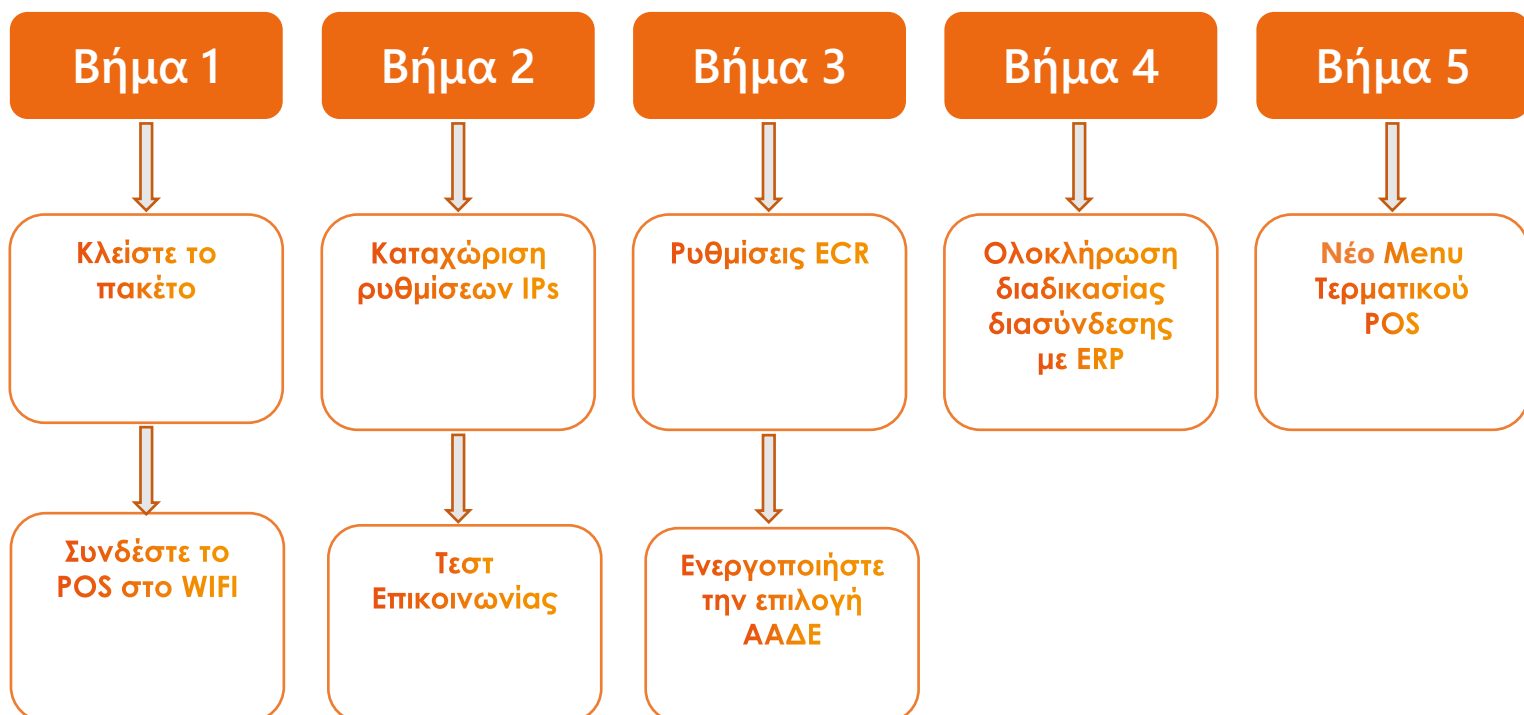 Βήμα 1
Βήμα 2
Βήμα 3
Βήμα 4
Βήμα 5
Κλείστε το
πακέτο
Καταχώριση
ρυθμίσεων IPs
Ρυθμίσεις ECR
Ολοκλήρωση
διαδικασίας
διασύνδεσης
με ERP
Νέο Menu
Τερματικού
POS
Συνδέστε το
POS στο WIFI
Τεστ
Επικοινωνίας
Ενεργοποιήστε
την επιλογή
ΑΑΔΕ